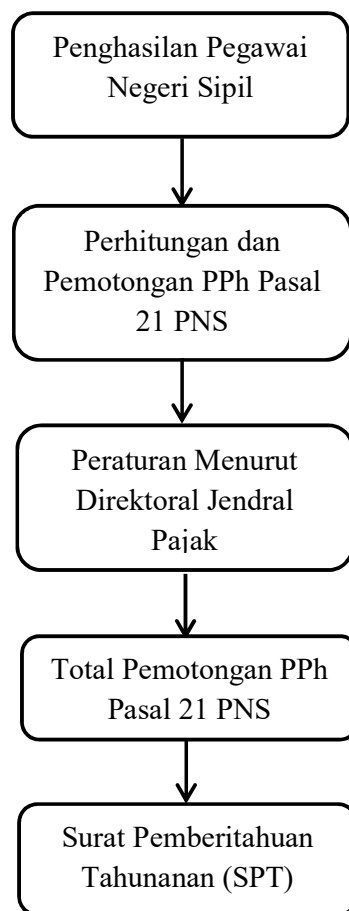 Penghasilan Pegawai
Negeri Sipil
Perhitungan dan
Pemotongan PPh Pasal
21 PNS
Peraturan Menurut
Direktoral Jendral
Pajak
Total Pemotongan PPh
Pasal 21 PNS
Surat Pemberitahuan
Tahunanan (SPT)